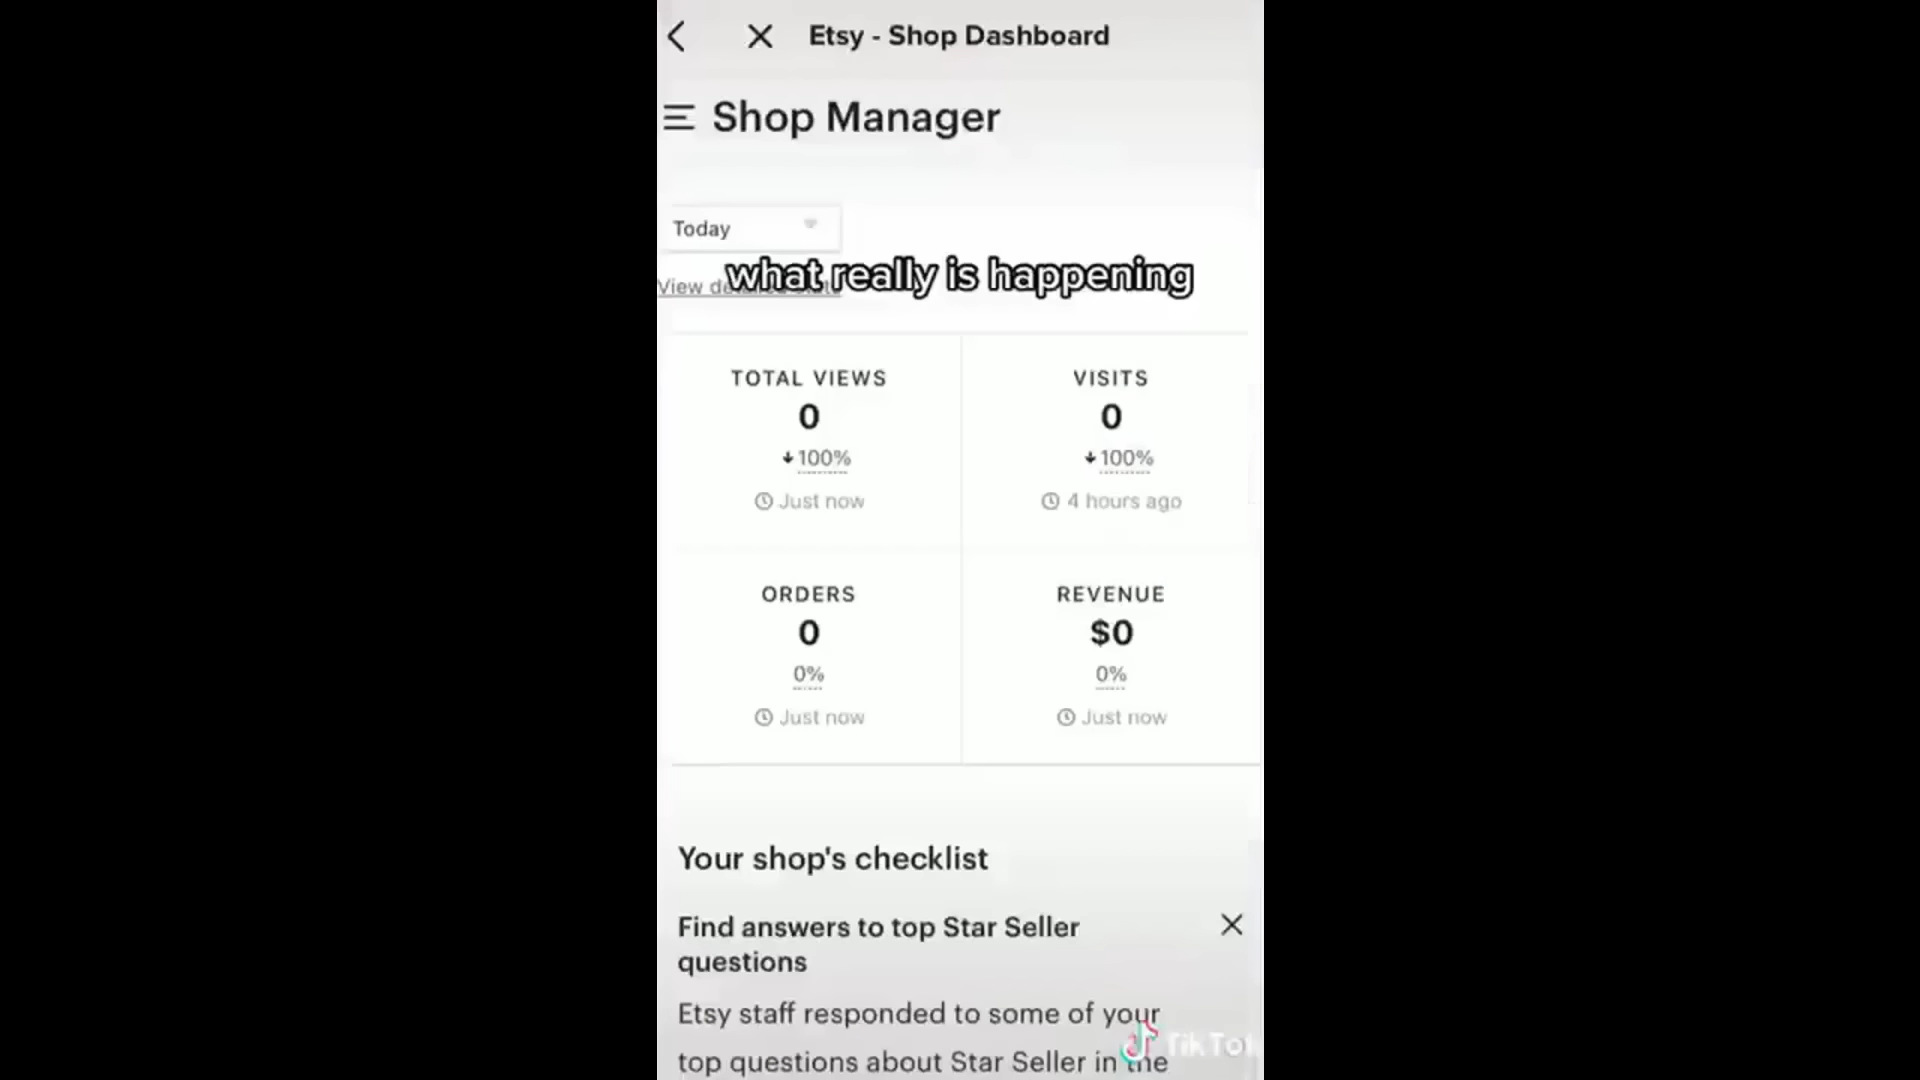 Etsy - Shop Dashboard
Shop Manager
Today
what really is happening
View
TOTAL VIEWS
0
100%
Just now
VISITS
0
100%
4 hours ago
ORDERS
0
0%
Just now
REVENUE
$0
0%
Just now
Your shop's checklist
Find answers to top Star Seller
questions
Etsy staff responded to some of your
top questions about Star Seller in the
TikTok